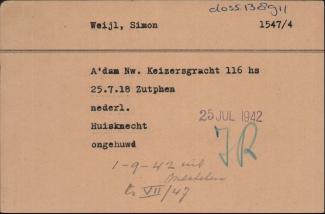 doss. 138911
Weijl, Simon 1547/4
A'dam Nw. Keizersgracht 116 hs
25.7.18 Zutphen
nederl.
Huisknecht
ongehuwd
25 JUL 1942
JR
1-9-42 uit
Mechelen
VII/47